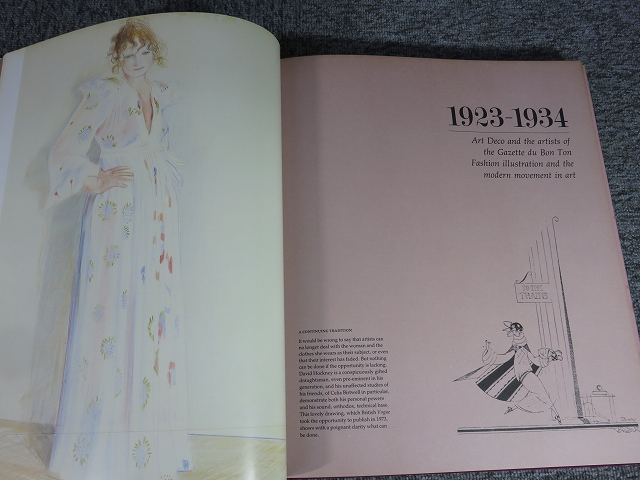 1923-1934
Art Deco and the artists of
the Gazette du Bon Ton
Fashion illustration and the
modern movement in art
TO THE
TRAINS
A CONTINUING TRADITION
It would be wrong to say that artists can
no longer deal with the woman and the
clothes she wears as their subject, or even
that their interest has faded. But nothing
can be done if the opportunity is lacking.
David Hockney is a conspicuously gifted
draughtsman, even pre-eminent in his
generation, and his unaffected studies of
his friends, of Celia Birtwell in particular,
demonstrate both his personal powers
and his sound, orthodox, technical base.
This lovely drawing, which British Vogue
took the opportunity to publish in 1973,
shows with a poignant clarity what can
be done.